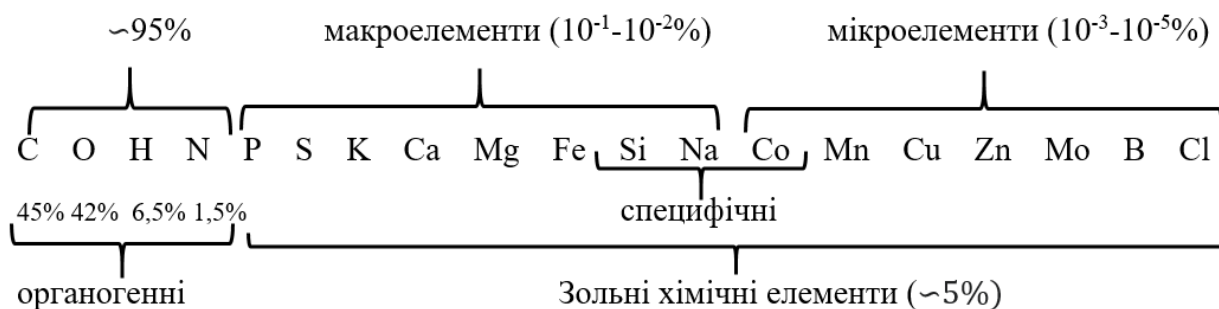 ∽95% макроелементи (10⁻¹-10⁻²%) мікроелементи (10⁻³-10⁻⁵%)
C O H N P S K Ca Mg Fe Si Na Co Mn Cu Zn Mo B Cl
45% 42% 6,5% 1,5% специфічні
органогенні Зольні хімічні елементи (∽5%)